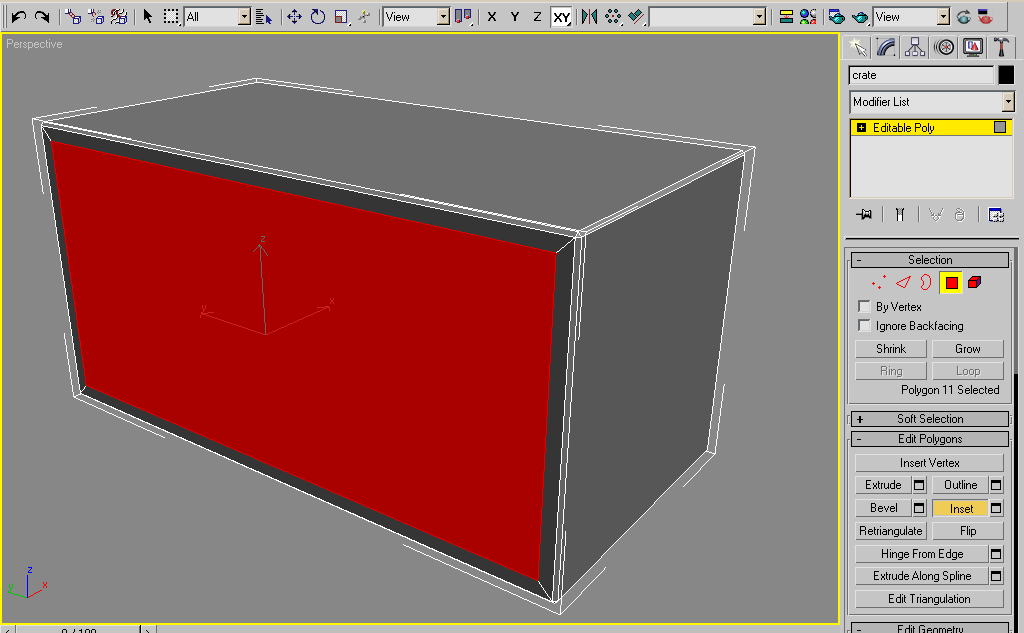 All
View
X Y Z XY
View
Perspective
crate
Modifier List
Editable Poly
- Selection
By Vertex
Ignore Backfacing
Shrink Grow
Ring Loop
Polygon 11 Selected
+ Soft Selection
- Edit Polygons
Insert Vertex
Extrude Outline
Bevel Inset
Retriangulate Flip
Hinge From Edge
Extrude Along Spline
Edit Triangulation
- Edit Geometry
z
x
y
z
x
y
0 / 100